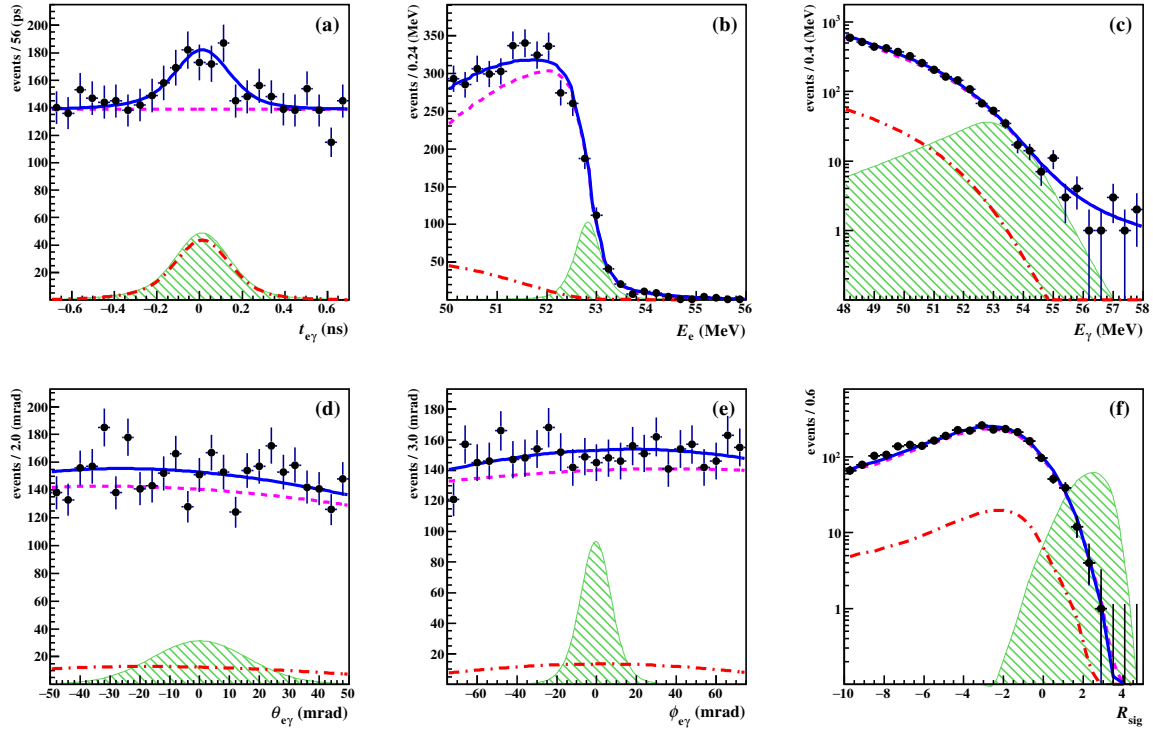 events / 56 (ps)
(a)
220
200
180
160
140
120
100
80
60
40
20
−0.6 −0.4 −0.2 0 0.2 0.4 0.6
t_eγ (ns)
events / 0.24 (MeV)
(b)
350
300
250
200
150
100
50
50 51 52 53 54 55 56
E_e (MeV)
events / 0.4 (MeV)
(c)
10³
10²
10
1
48 49 50 51 52 53 54 55 56 57 58
E_γ (MeV)
events / 2.0 (mrad)
(d)
200
180
160
140
120
100
80
60
40
20
−50 −40 −30 −20 −10 0 10 20 30 40 50
θ_eγ (mrad)
events / 3.0 (mrad)
(e)
180
160
140
120
100
80
60
40
20
−60 −40 −20 0 20 40 60
ϕ_eγ (mrad)
events / 0.6
(f)
10²
10
1
−10 −8 −6 −4 −2 0 2 4
R_sig